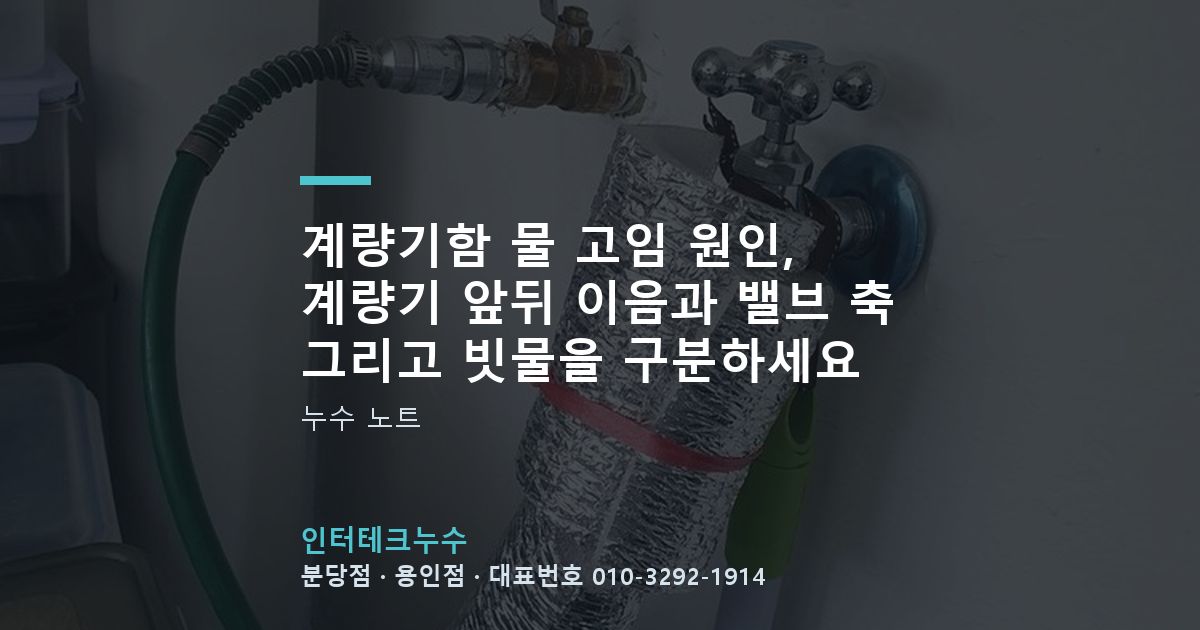 계량기함 물 고임 원인,
계량기 앞뒤 이음과 밸브 축
그리고 빗물을 구분하세요
누수 노트
인터테크누수
분당점 · 용인점 · 대표번호 010-3292-1914